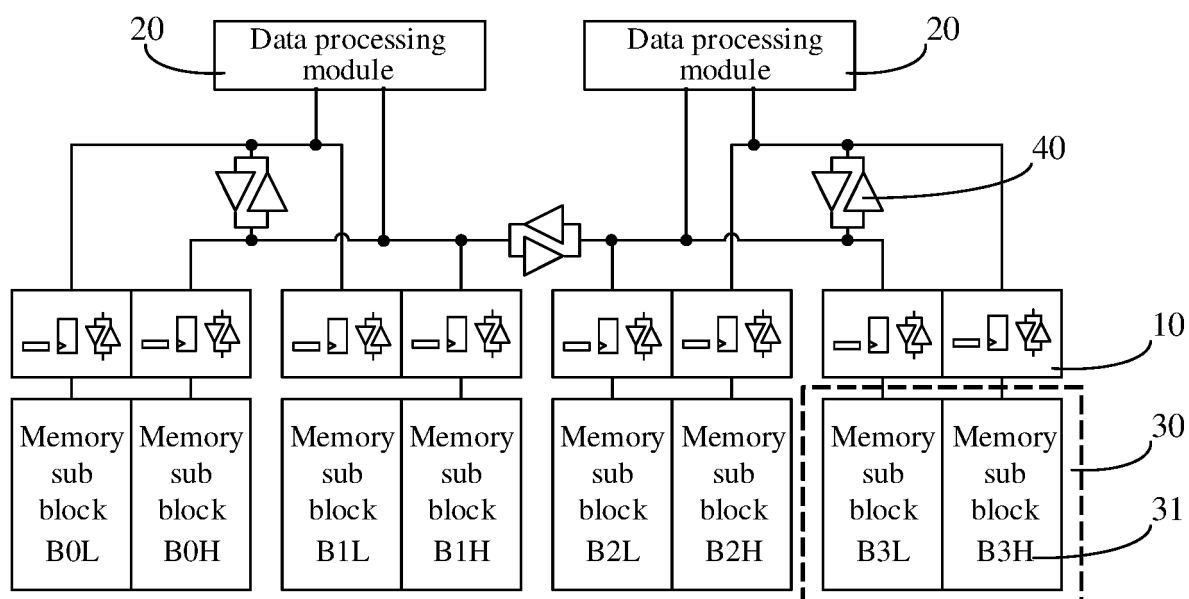 20
Data processing
module
Data processing
module
20
40
10
Memory
sub
block
B0L
Memory
sub
block
B0H
Memory
sub
block
B1L
Memory
sub
block
B1H
Memory
sub
block
B2L
Memory
sub
block
B2H
Memory
sub
block
B3L
Memory
sub
block
B3H
30
31